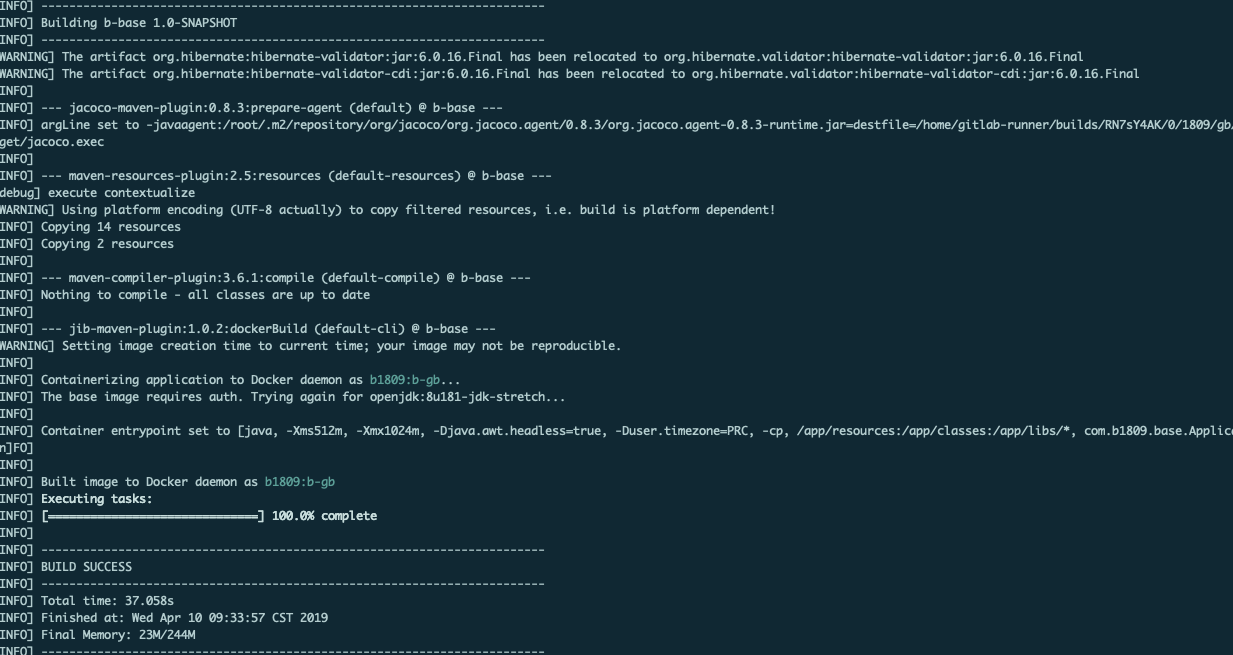 INFO] ------------------------------------------------------------------------
INFO] Building b-base 1.0-SNAPSHOT
INFO] ------------------------------------------------------------------------
WARNING] The artifact org.hibernate:hibernate-validator:jar:6.0.16.Final has been relocated to org.hibernate.validator:hibernate-validator:jar:6.0.16.Final
WARNING] The artifact org.hibernate:hibernate-validator-cdi:jar:6.0.16.Final has been relocated to org.hibernate.validator:hibernate-validator-cdi:jar:6.0.16.Final
INFO]
INFO] --- jacoco-maven-plugin:0.8.3:prepare-agent (default) @ b-base ---
INFO] argLine set to -javaagent:/root/.m2/repository/org/jacoco/org.jacoco.agent/0.8.3/org.jacoco.agent-0.8.3-runtime.jar=destfile=/home/gitlab-runner/builds/RN7sY4AK/0/1809/gb/
get/jacoco.exec
INFO]
INFO] --- maven-resources-plugin:2.5:resources (default-resources) @ b-base ---
debug] execute contextualize
WARNING] Using platform encoding (UTF-8 actually) to copy filtered resources, i.e. build is platform dependent!
INFO] Copying 14 resources
INFO] Copying 2 resources
INFO]
INFO] --- maven-compiler-plugin:3.6.1:compile (default-compile) @ b-base ---
INFO] Nothing to compile - all classes are up to date
INFO]
INFO] --- jib-maven-plugin:1.0.2:dockerBuild (default-cli) @ b-base ---
WARNING] Setting image creation time to current time; your image may not be reproducible.
INFO]
INFO] Containerizing application to Docker daemon as b1809:b-gb...
INFO] The base image requires auth. Trying again for openjdk:8u181-jdk-stretch...
INFO]
INFO] Container entrypoint set to [java, -Xms512m, -Xmx1024m, -Djava.awt.headless=true, -Duser.timezone=PRC, -cp, /app/resources:/app/classes:/app/libs/*, com.b1809.base.Applic
n]FO]
INFO]
INFO] Built image to Docker daemon as b1809:b-gb
INFO] Executing tasks:
INFO] [==============================] 100.0% complete
INFO]
INFO] ------------------------------------------------------------------------
INFO] BUILD SUCCESS
INFO] ------------------------------------------------------------------------
INFO] Total time: 37.058s
INFO] Finished at: Wed Apr 10 09:33:57 CST 2019
INFO] Final Memory: 23M/244M
INFO] ------------------------------------------------------------------------